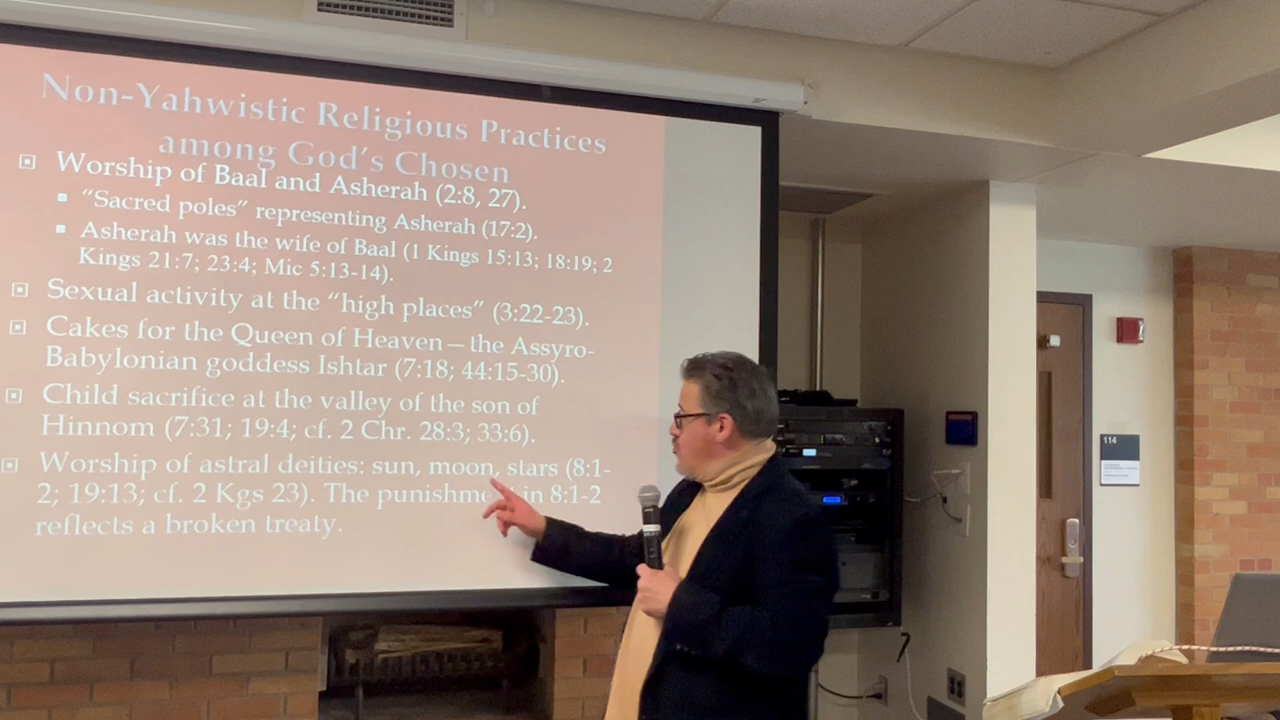 Non-Yahwistic Religious Practices
among God's Chosen
Worship of Baal and Asherah (2:8, 27).
"Sacred poles" representing Asherah (17:2).
Asherah was the wife of Baal (1 Kings 15:13; 18:19; 2
Kings 21:7; 23:4; Mic 5:13-14).
Sexual activity at the "high places" (3:22-23).
Cakes for the Queen of Heaven—the Assyro-
Babylonian goddess Ishtar (7:18; 44:15-30).
Child sacrifice at the valley of the son of
Hinnom (7:31; 19:4; cf. 2 Chr. 28:3; 33:6).
Worship of astral deities: sun, moon, stars (8:1-
2; 19:13; cf. 2 Kgs 23). The in 8:1-2
reflects a broken treaty.
114